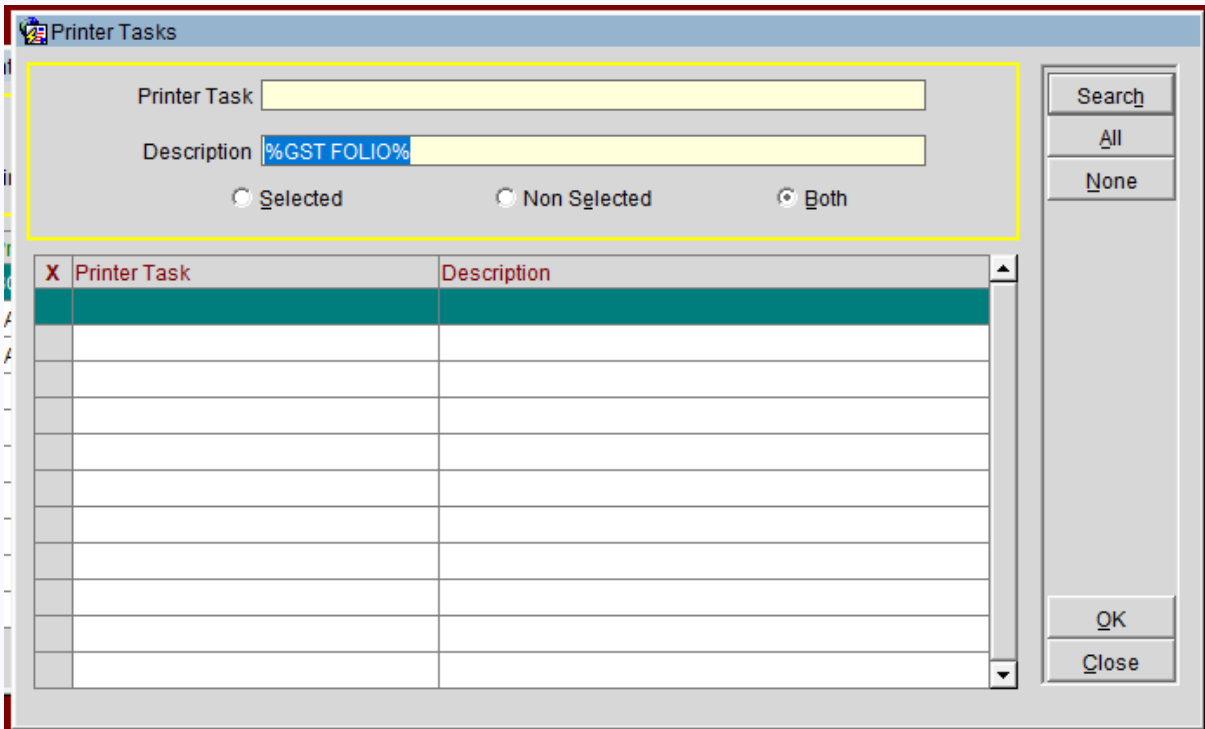 Printer Tasks
Printer Task
Search
All
Description %GST FOLIO%
None
Selected Non Selected Both
X Printer Task Description
OK
Close